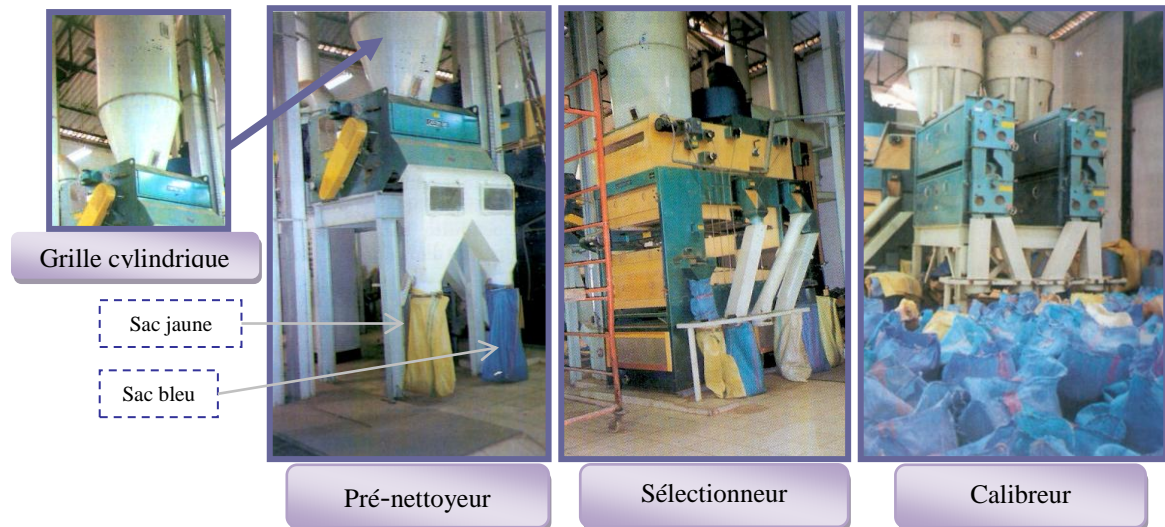 Grille cylindrique
Sac jaune
Sac bleu
Pré-nettoyeur
Sélectionneur
Calibreur